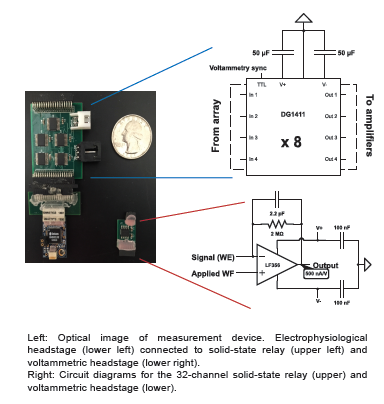 50 µF
50 µF
Voltammetry sync
TTL
V+
V-
In 1
Out 1
In 2
DG1411
Out 2
In 3
x 8
Out 3
In 4
Out 4
From array
To amplifiers
2.2 pF
2 MΩ
V+
100 nF
Signal (WE)
LF356
Output
500 nA/V
Applied WF
V-
100 nF
Left: Optical image of measurement device. Electrophysiological
headstage (lower left) connected to solid-state relay (upper left) and
voltammetric headstage (lower right).
Right: Circuit diagrams for the 32-channel solid-state relay (upper) and
voltammetric headstage (lower).